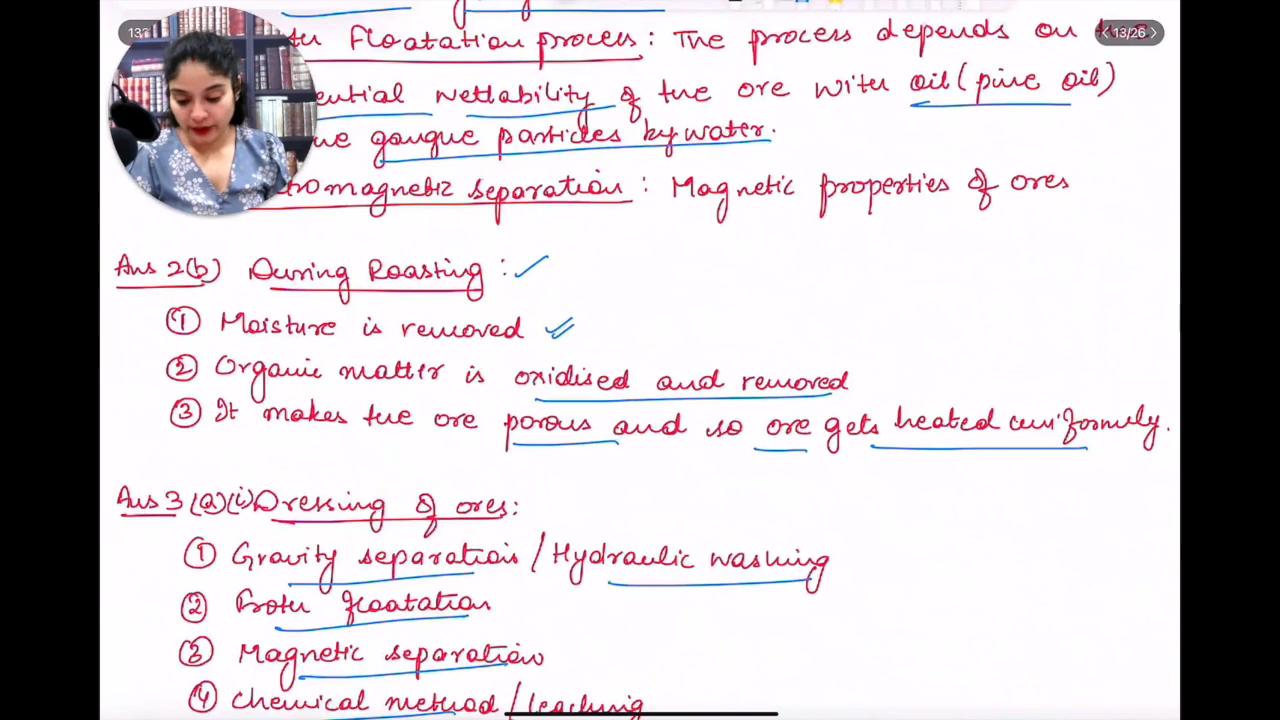 13/26
floatation process: The process depends on
wettability of the ore with oil (pine oil)
gangue particles by water.
magnetic separation : Magnetic properties of ores
Ans 2(b) During Roasting :
① Moisture is removed
② Organic matter is oxidised and removed
③ It makes the ore porous and so ore gets heated uniformly.
Ans 3 (a)(i) Dressing of ores:
① Gravity separation / Hydraulic washing
② Froth floatation
③ Magnetic separation
④ Chemical method / leaching